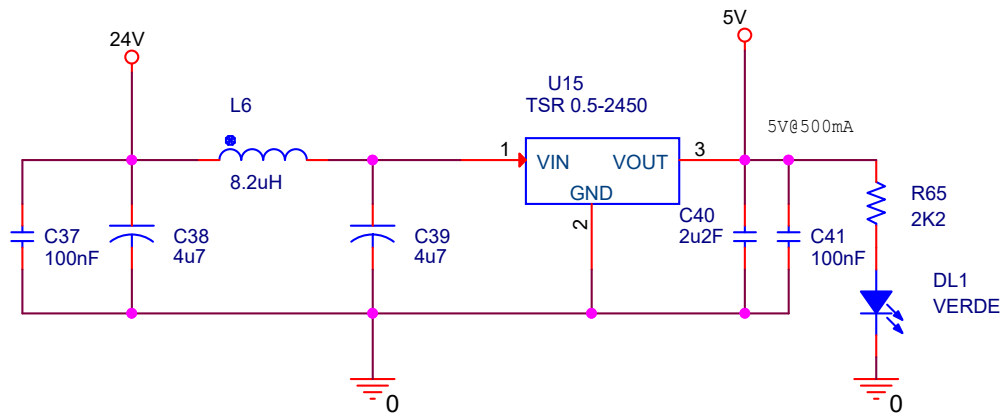 24V
5V
L6
U15
TSR 0.5-2450
5V@500mA
1
VIN
VOUT
3
8.2uH
GND
2
R65
2K2
C37
100nF
C38
4u7
C39
4u7
C40
2u2F
C41
100nF
DL1
VERDE
0
0